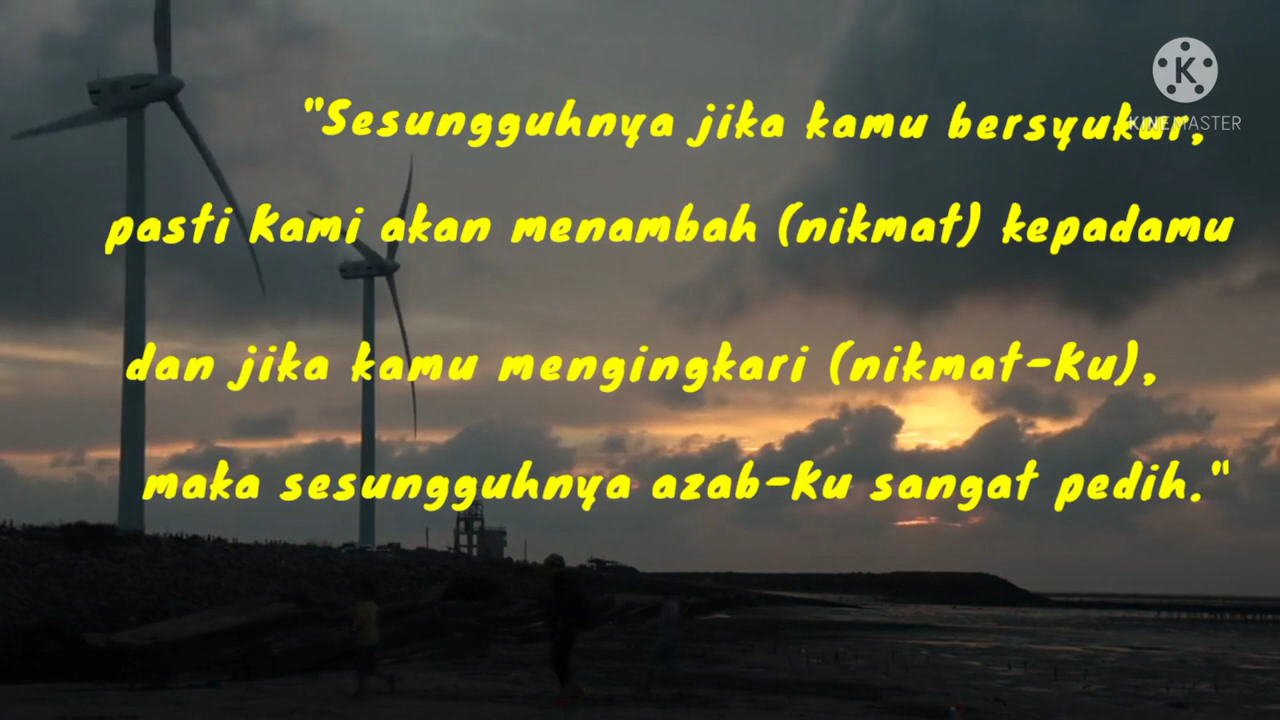 K
KINEMASTER
"Sesungguhnya jika kamu bersyukur,
pasti Kami akan menambah (nikmat) kepadamu
dan jika kamu mengingkari (nikmat-Ku),
maka sesungguhnya azab-Ku sangat pedih."